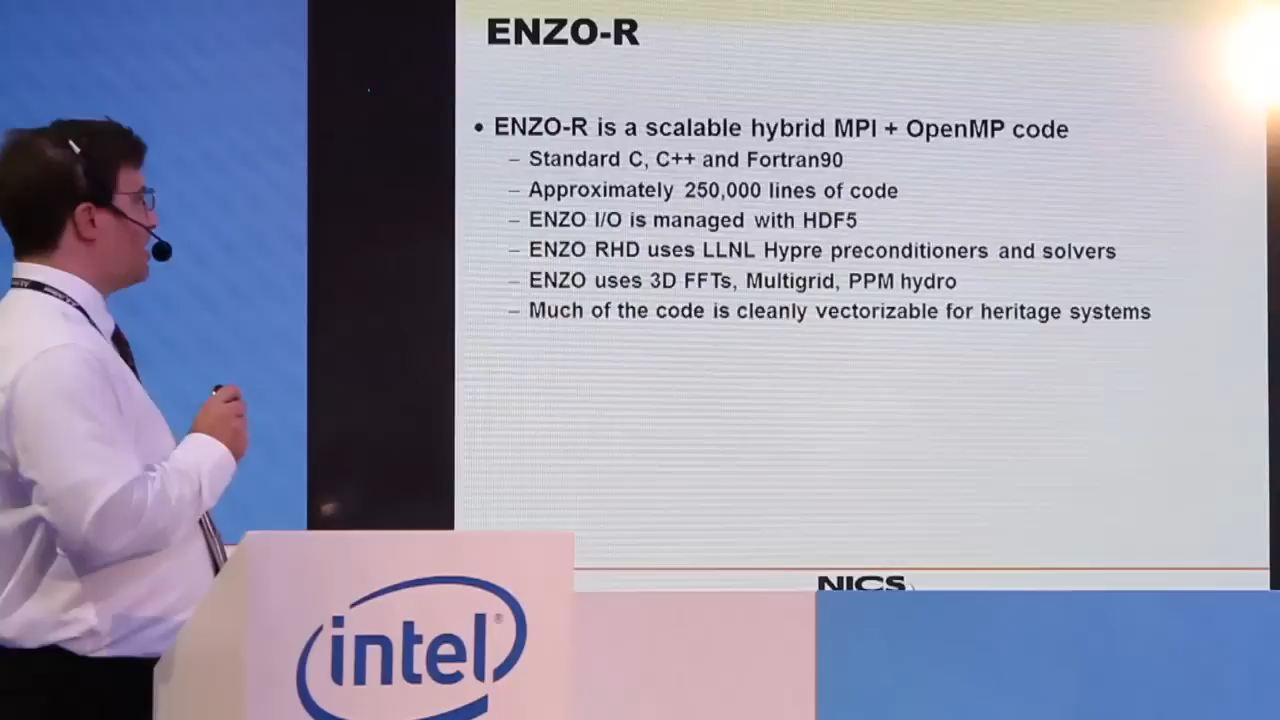 ENZO-R
• ENZO-R is a scalable hybrid MPI + OpenMP code
– Standard C, C++ and Fortran90
– Approximately 250,000 lines of code
– ENZO I/O is managed with HDF5
– ENZO RHD uses LLNL Hypre preconditioners and solvers
– ENZO uses 3D FFTs, Multigrid, PPM hydro
– Much of the code is cleanly vectorizable for heritage systems
NICS
intel®